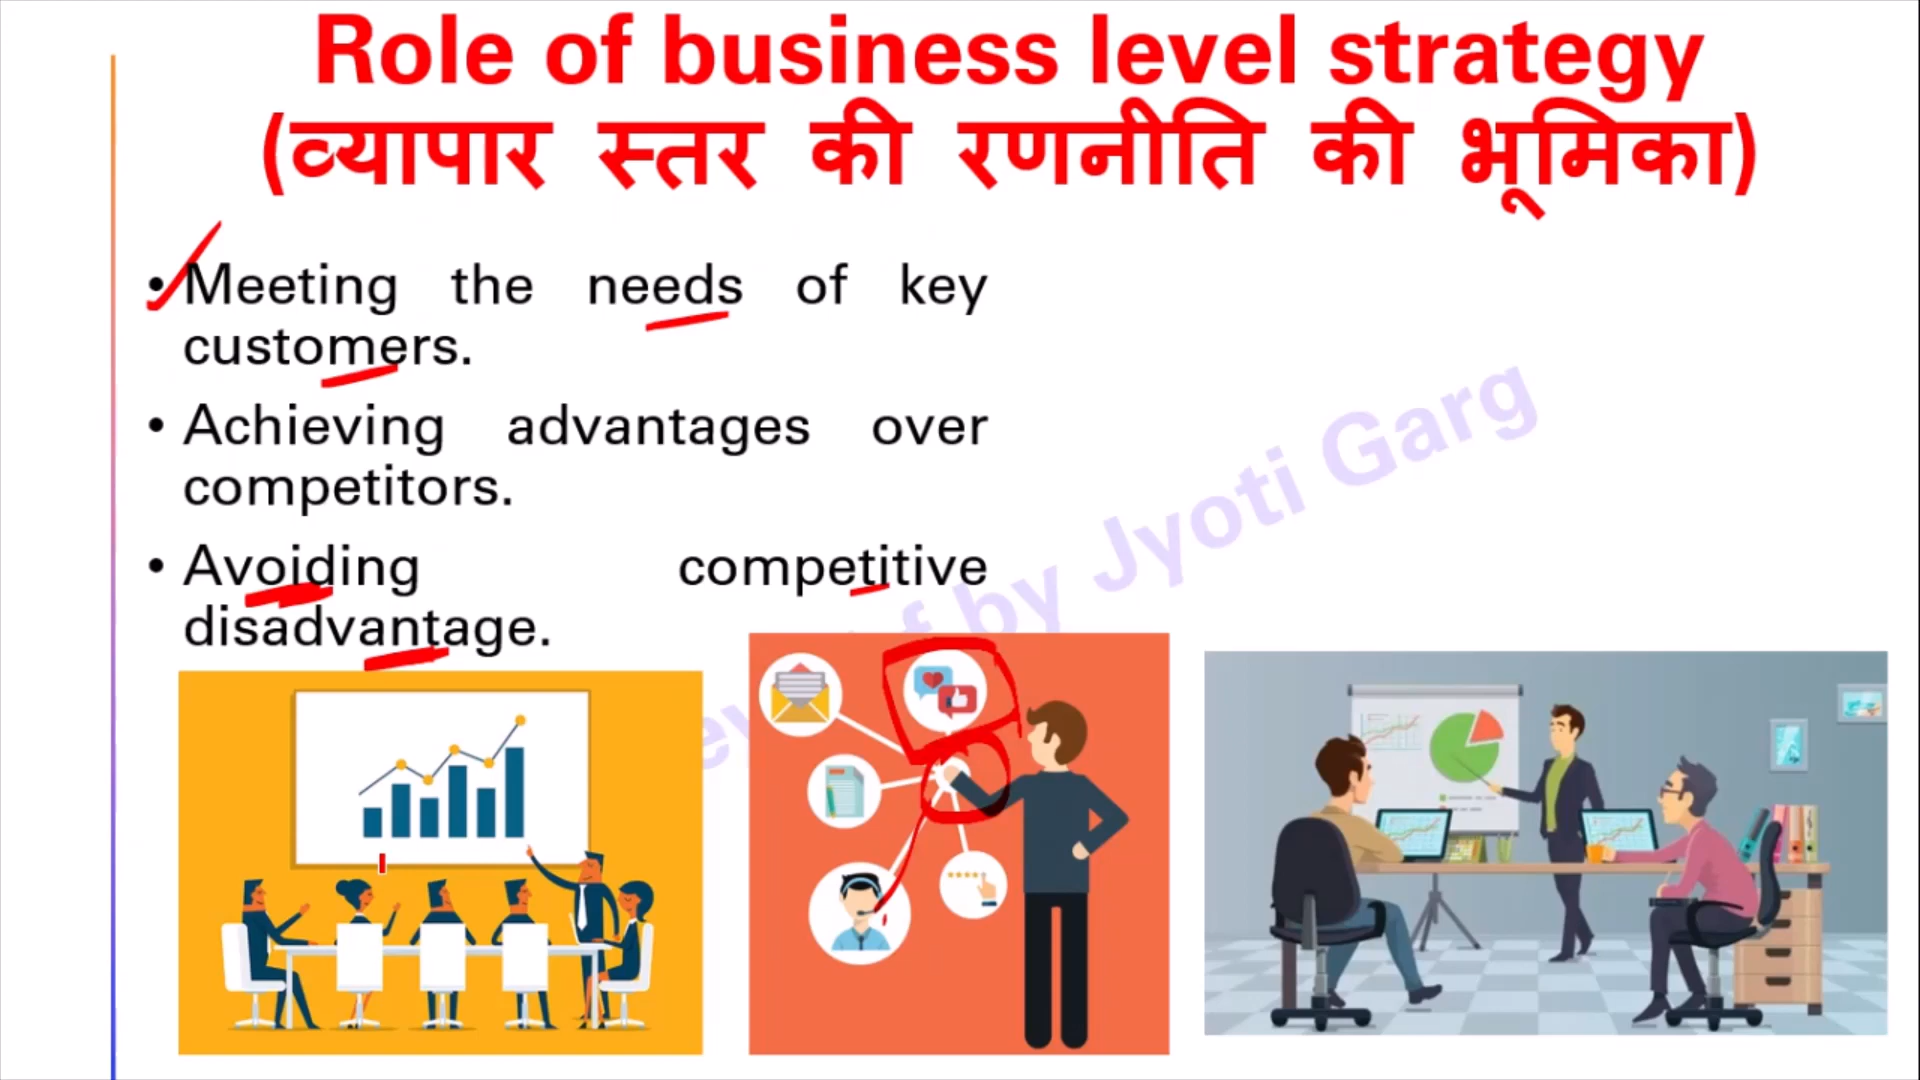 Role of business level strategy
(व्यापार स्तर की रणनीति की भूमिका)
• Meeting the needs of key
customers.
• Achieving advantages over
competitors.
• Avoiding competitive
disadvantage.
by Jyoti Garg